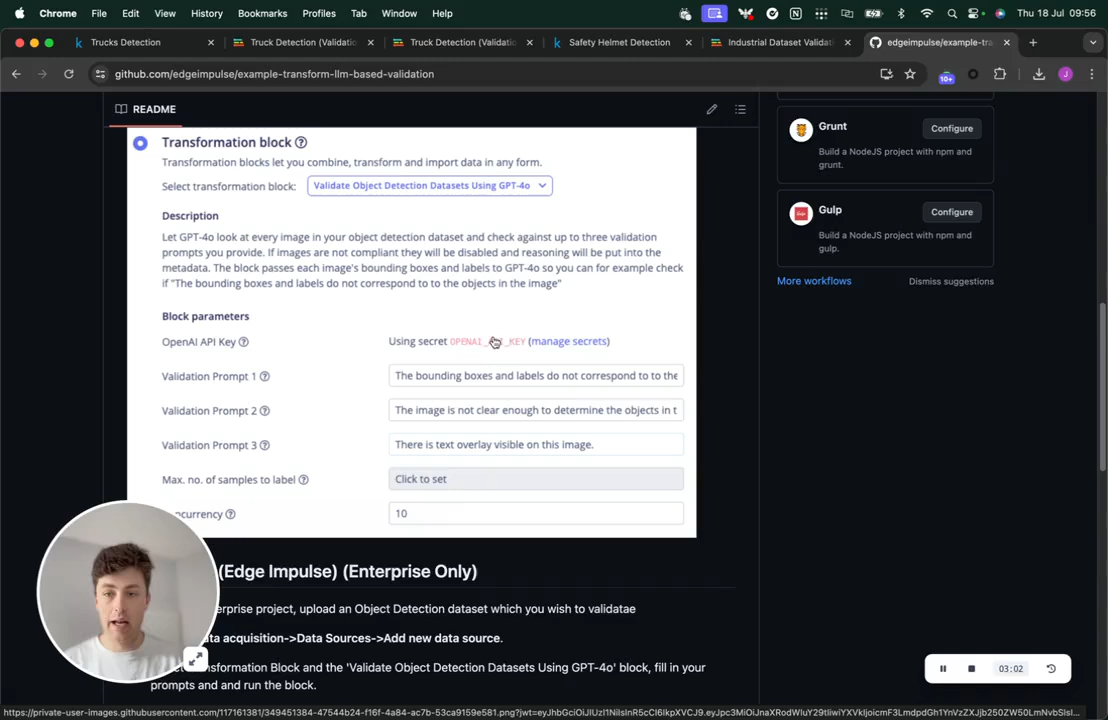 Chrome File Edit View History Bookmarks Profiles Tab Window Help
Thu 18 Jul 09:56
Trucks Detection
Truck Detection (Validatio
Truck Detection (Validatio
Safety Helmet Detection
Industrial Dataset Validati
edgeimpulse/example-tra
github.com/edgeimpulse/example-transform-llm-based-validation
10+
J
README
Transformation block
Transformation blocks let you combine, transform and import data in any form.
Select transformation block:
Validate Object Detection Datasets Using GPT-4o
Description
Let GPT-4o look at every image in your object detection dataset and check against up to three validation
prompts you provide. If images are not compliant they will be disabled and reasoning will be put into the
metadata. The block passes each image's bounding boxes and labels to GPT-4o so you can for example check
if "The bounding boxes and labels do not correspond to to the objects in the image"
Block parameters
OpenAI API Key
Using secret OPENAI_ _KEY (manage secrets)
Validation Prompt 1
The bounding boxes and labels do not correspond to to the
Validation Prompt 2
The image is not clear enough to determine the objects in t
Validation Prompt 3
There is text overlay visible on this image.
Max. no. of samples to label
Click to set
ncurrency
10
(Edge Impulse) (Enterprise Only)
erprise project, upload an Object Detection dataset which you wish to validatae
ata acquisition->Data Sources->Add new data source.
nsformation Block and the 'Validate Object Detection Datasets Using GPT-4o' block, fill in your
prompts and and run the block.
Grunt
Configure
Build a NodeJS project with npm and
grunt.
Gulp
Configure
Build a NodeJS project with npm and
gulp.
More workflows
Dismiss suggestions
03:02